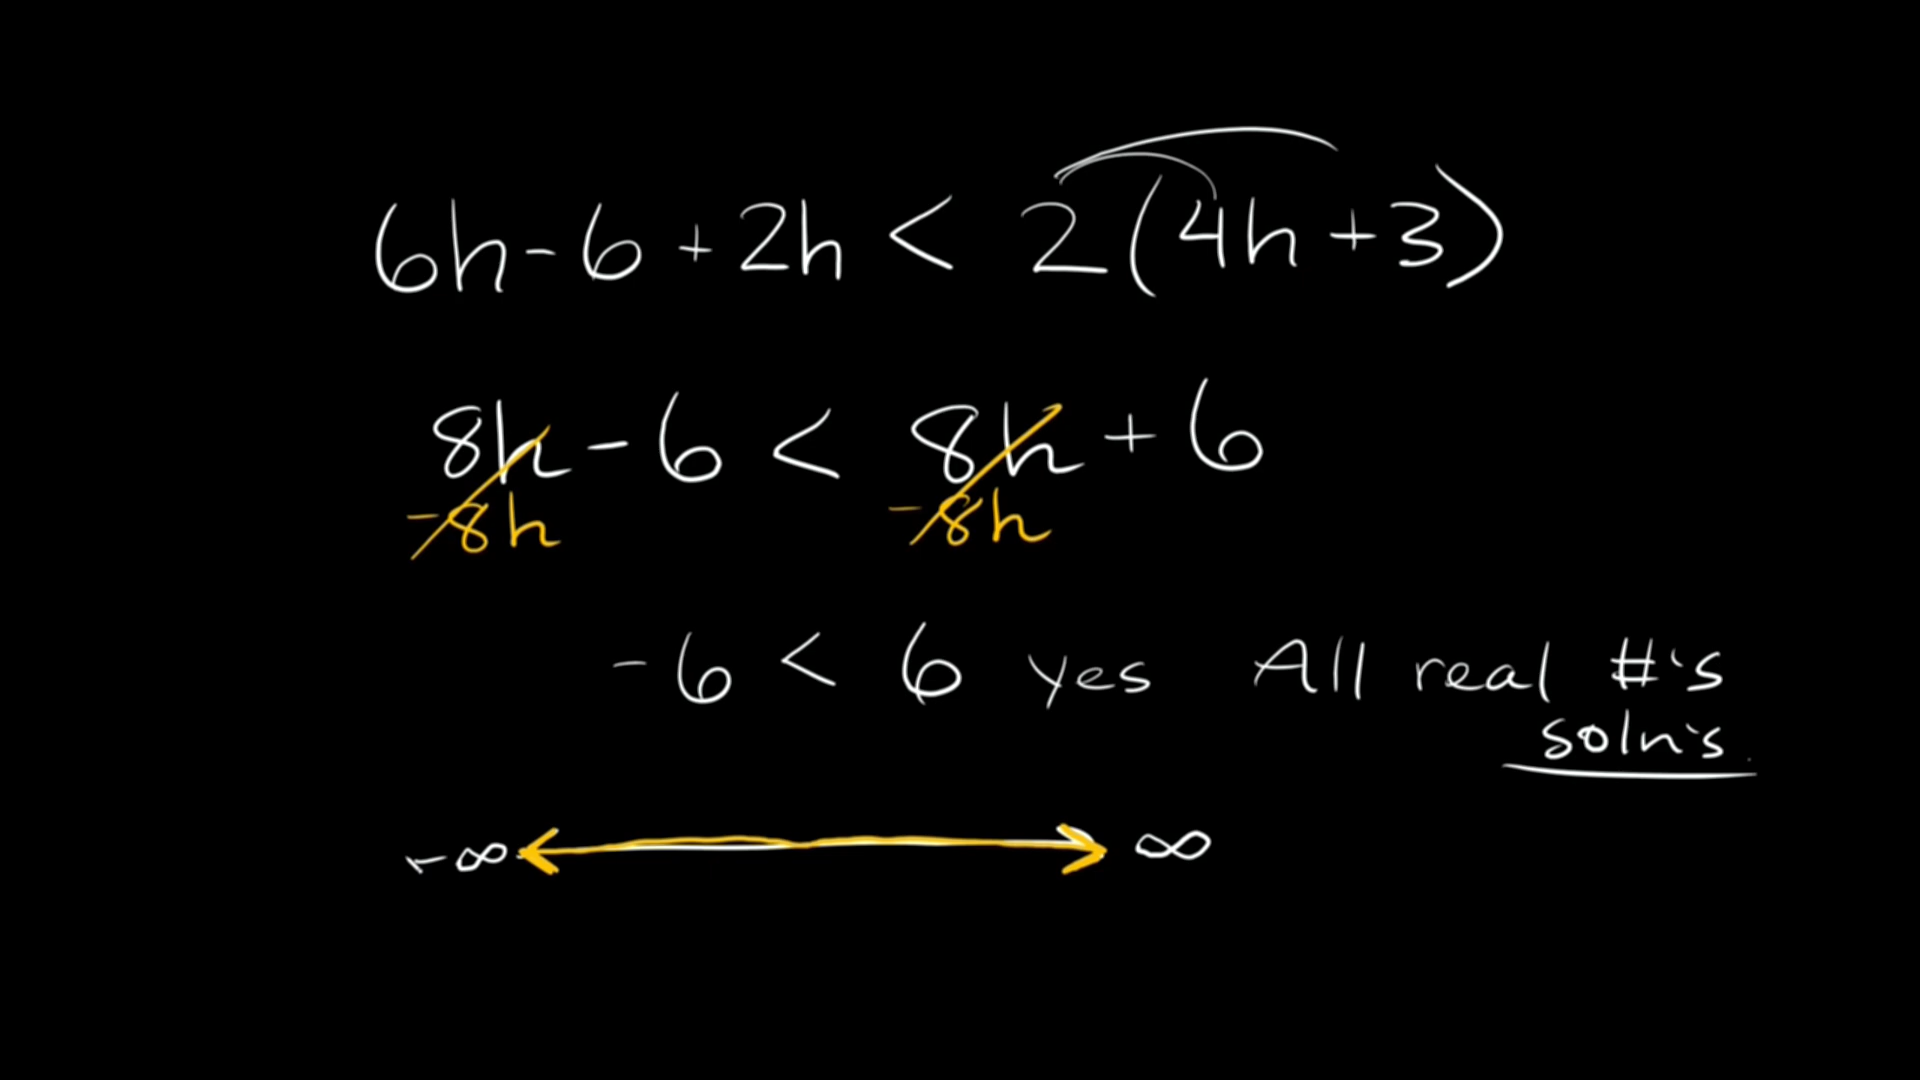 6h - 6 + 2h < 2(4h + 3)
8h - 6 < 8h + 6
-8h -8h
-6 < 6 yes All real #'s
soln's
-∞ ∞